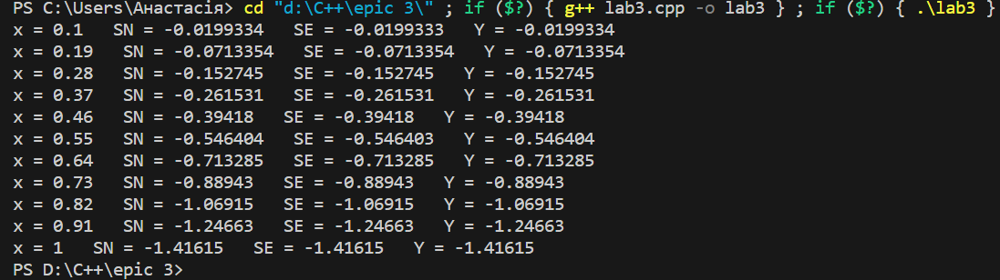 PS C:\Users\Анастасія> cd "d:\C++\epic 3\" ; if ($?) { g++ lab3.cpp -o lab3 } ; if ($?) { .\lab3 }
x = 0.1   SN = -0.0199334   SE = -0.0199333   Y = -0.0199334
x = 0.19   SN = -0.0713354   SE = -0.0713354   Y = -0.0713354
x = 0.28   SN = -0.152745   SE = -0.152745   Y = -0.152745
x = 0.37   SN = -0.261531   SE = -0.261531   Y = -0.261531
x = 0.46   SN = -0.39418   SE = -0.39418   Y = -0.39418
x = 0.55   SN = -0.546404   SE = -0.546403   Y = -0.546404
x = 0.64   SN = -0.713285   SE = -0.713285   Y = -0.713285
x = 0.73   SN = -0.88943   SE = -0.88943   Y = -0.88943
x = 0.82   SN = -1.06915   SE = -1.06915   Y = -1.06915
x = 0.91   SN = -1.24663   SE = -1.24663   Y = -1.24663
x = 1   SN = -1.41615   SE = -1.41615   Y = -1.41615
PS D:\C++\epic 3>